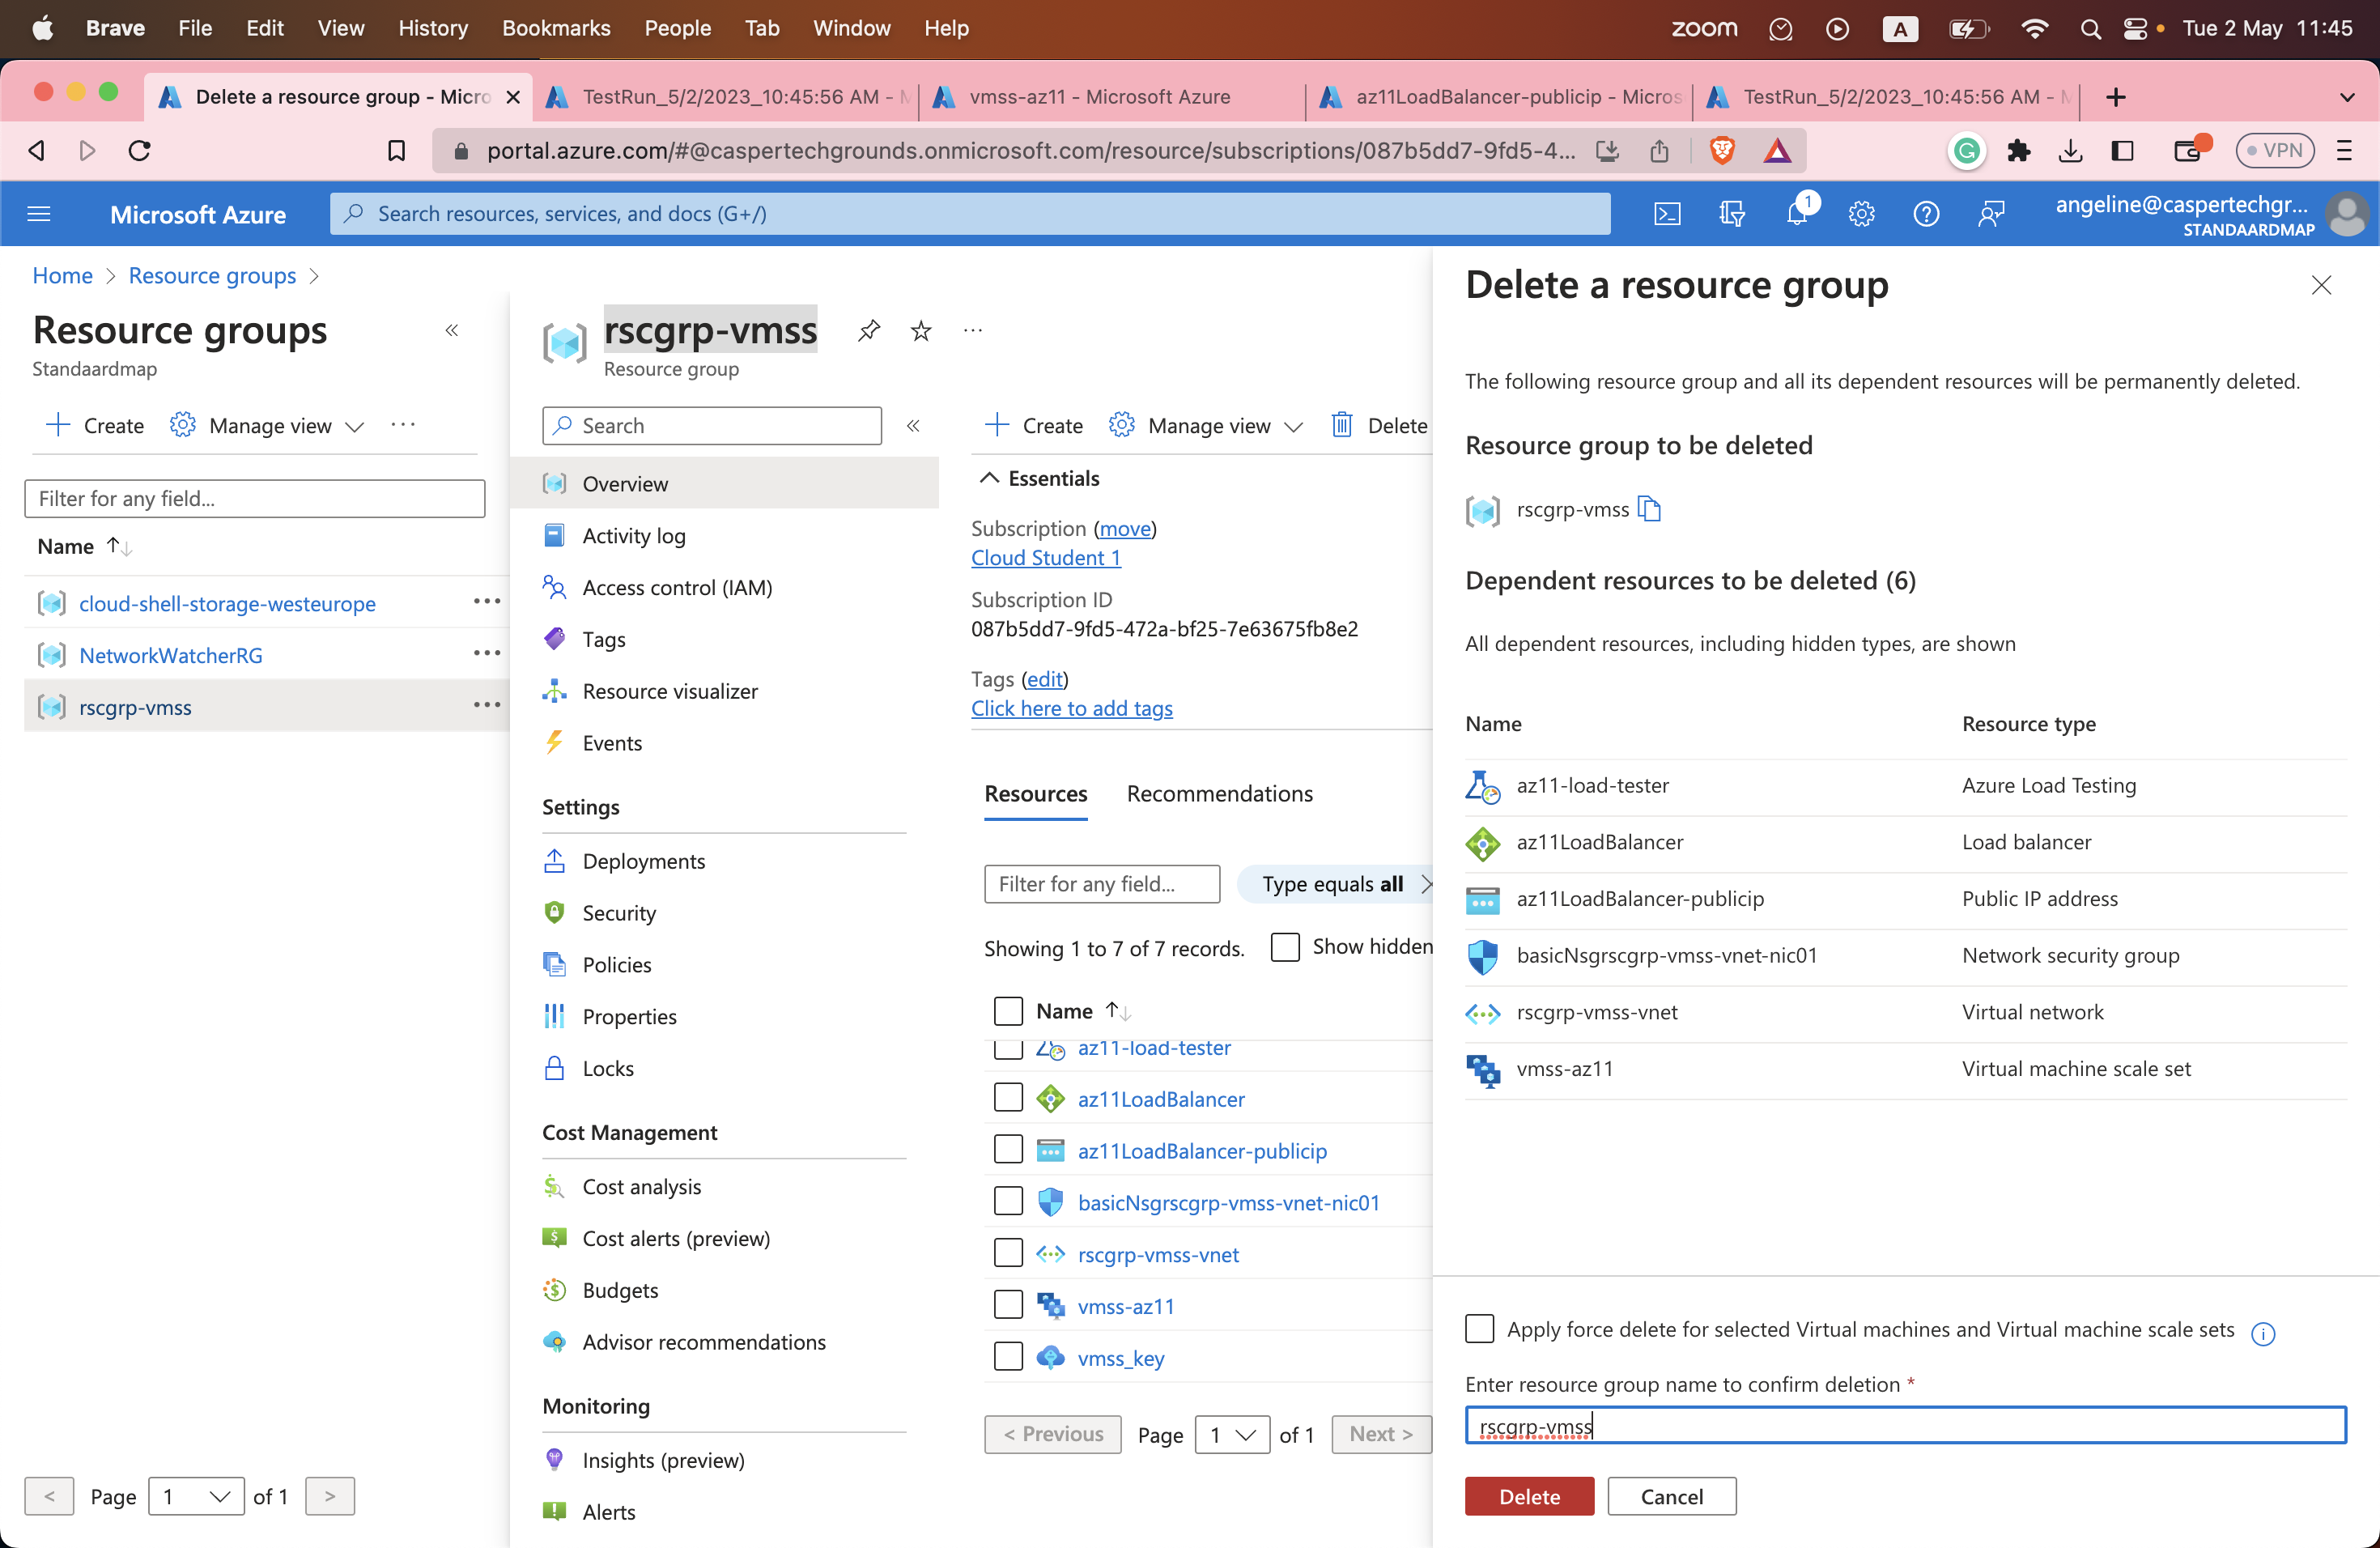 Brave File Edit View History Bookmarks People Tab Window Help zoom A Tue 2 May 11:45
Delete a resource group - Micro
TestRun_5/2/2023_10:45:56 AM - M
vmss-az11 - Microsoft Azure
az11LoadBalancer-publicip - Micros
TestRun_5/2/2023_10:45:56 AM - M
portal.azure.com/#@caspertechgrounds.onmicrosoft.com/resource/subscriptions/087b5dd7-9fd5-4...
VPN
Microsoft Azure
Search resources, services, and docs (G+/)
1
angeline@caspertechgr...
STANDAARDMAP
Home > Resource groups >
Resource groups
Standaardmap
Create Manage view ...
Filter for any field...
Name
cloud-shell-storage-westeurope
NetworkWatcherRG
rscgrp-vmss
< Page 1 of 1 >
rscgrp-vmss
Resource group
Search
Overview
Activity log
Access control (IAM)
Tags
Resource visualizer
Events
Settings
Deployments
Security
Policies
Properties
Locks
Cost Management
Cost analysis
Cost alerts (preview)
Budgets
Advisor recommendations
Monitoring
Insights (preview)
Alerts
Create Manage view Delete
Essentials
Subscription (move)
Cloud Student 1
Subscription ID
087b5dd7-9fd5-472a-bf25-7e63675fb8e2
Tags (edit)
Click here to add tags
Resources Recommendations
Filter for any field...
Type equals all
Showing 1 to 7 of 7 records.
Show hidden
Name
az11-load-tester
az11LoadBalancer
az11LoadBalancer-publicip
basicNsgrscgrp-vmss-vnet-nic01
rscgrp-vmss-vnet
vmss-az11
vmss_key
< Previous Page 1 of 1 Next >
Delete a resource group
The following resource group and all its dependent resources will be permanently deleted.
Resource group to be deleted
rscgrp-vmss
Dependent resources to be deleted (6)
All dependent resources, including hidden types, are shown
Name Resource type
az11-load-tester Azure Load Testing
az11LoadBalancer Load balancer
az11LoadBalancer-publicip Public IP address
basicNsgrscgrp-vmss-vnet-nic01 Network security group
rscgrp-vmss-vnet Virtual network
vmss-az11 Virtual machine scale set
Apply force delete for selected Virtual machines and Virtual machine scale sets
Enter resource group name to confirm deletion *
rscgrp-vmss
Delete Cancel